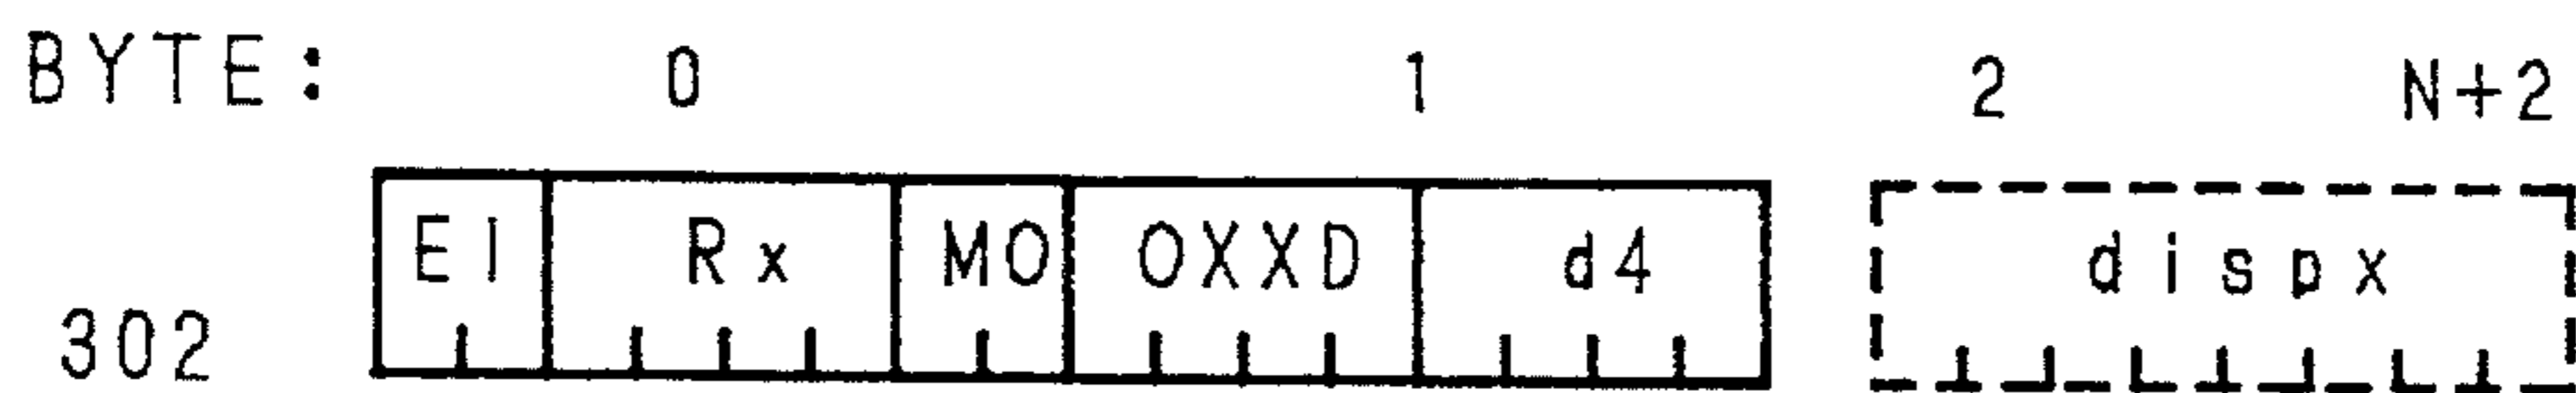 BYTE: 0 1 2 N+2
302 EI Rx MO OXXD d4 dispx